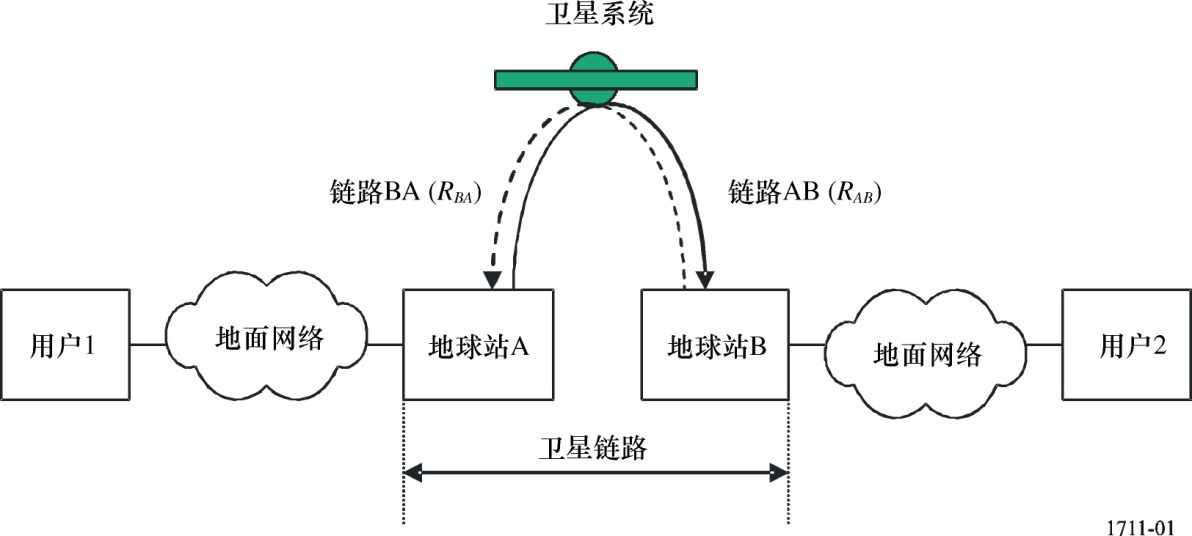 卫星系统
链路BA (R_BA)
链路AB (R_AB)
用户1
地面网络
地球站A
地球站B
地面网络
用户2
卫星链路
1711-01